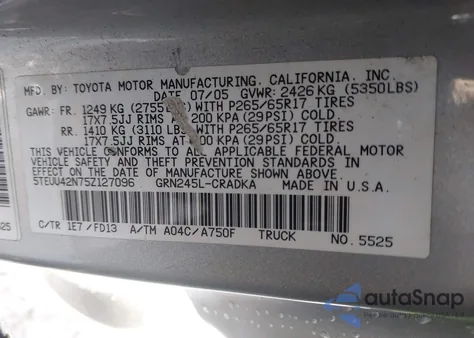 MFD. BY: TOYOTA MOTOR MANUFACTURING, CALIFORNIA, INC.
DATE 07/05 GVWR: 2426 KG (5350LBS)
GAWR: FR. 1249 KG (2755 WITH P265/65R17 TIRES
17X7.5JJ RIMS AT 200 KPA (29PSI) COLD.
RR. 1410 KG (3110 LBS) WITH P265/65R17 TIRES
17X7.5JJ RIMS AT 200 KPA (29PSI) COLD.
THIS VEHICLE CONFORMS TO ALL APPLICABLE FEDERAL MOTOR
VEHICLE SAFETY AND THEFT PREVENTION STANDARDS IN
EFFECT ON THE DATE OF MANUFACTURE SHOWN ABOVE.
5TEUU42N75Z127096 GRN245L-CRADKA MADE IN U.S.A.
C/TR 1E7/FD13 A/TM A04C/A750F TRUCK NO. 5525
autoSnap